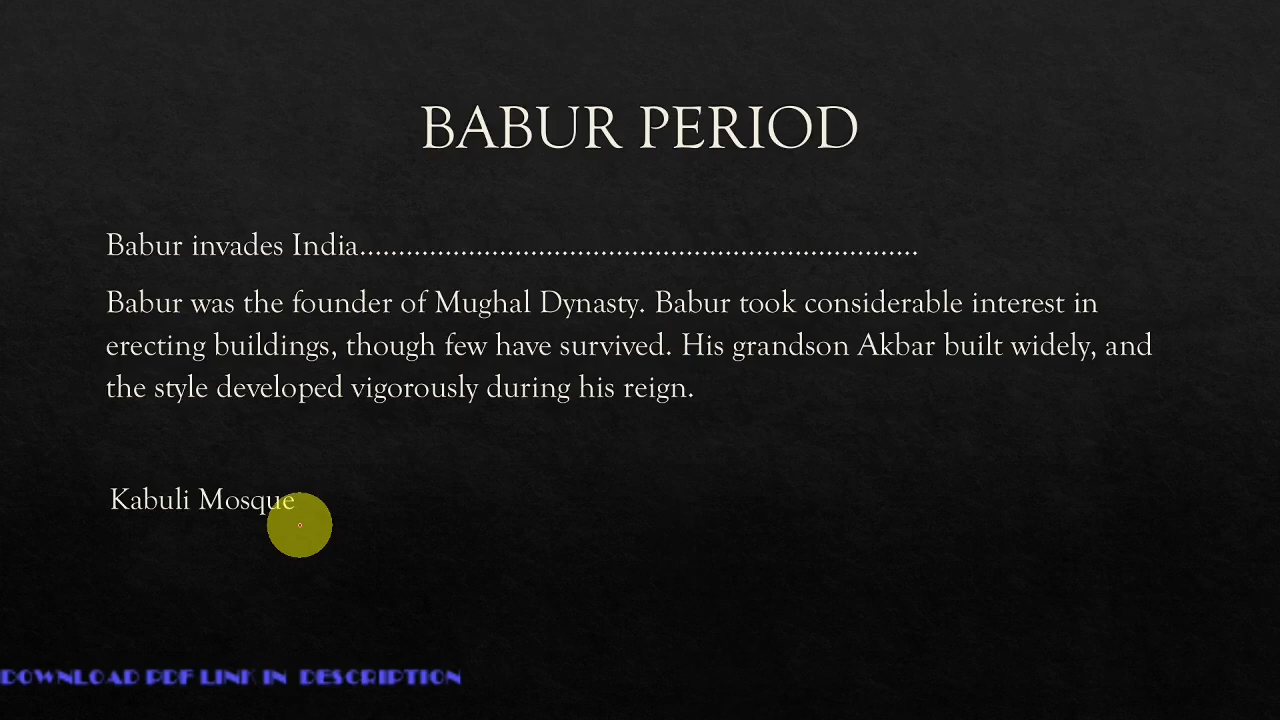 BABUR PERIOD
Babur invades India........................................................................
Babur was the founder of Mughal Dynasty. Babur took considerable interest in
erecting buildings, though few have survived. His grandson Akbar built widely, and
the style developed vigorously during his reign.
Kabuli Mosque
DOWNLOAD PDF LINK IN DESCRIPTION